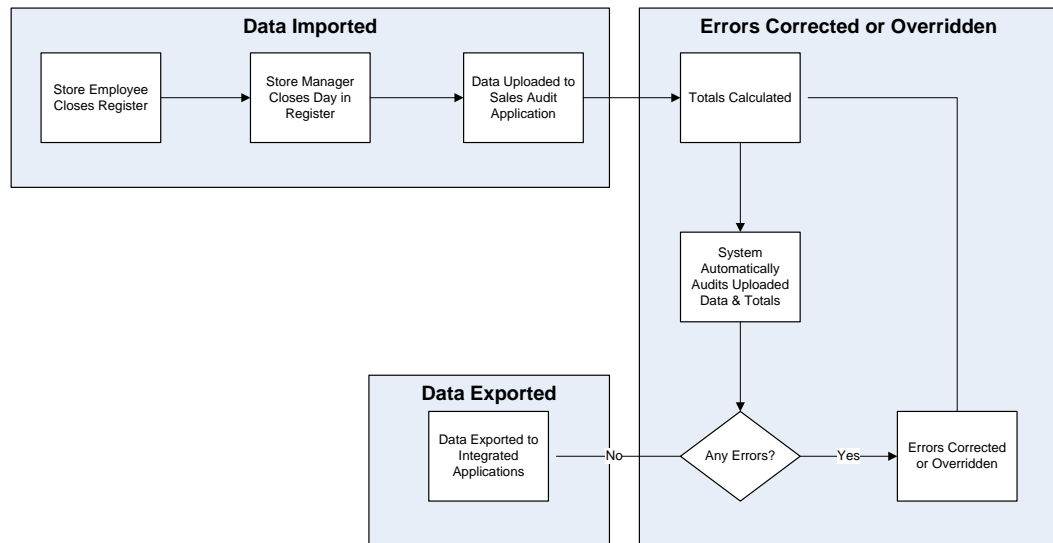 Data Imported
Store Employee
Closes Register
Store Manager
Closes Day in
Register
Data Uploaded to
Sales Audit
Application
Errors Corrected or Overridden
Totals Calculated
System
Automatically
Audits Uploaded
Data & Totals
Any Errors?
Yes
Errors Corrected
or Overridden
No
Data Exported
Data Exported to
Integrated
Applications